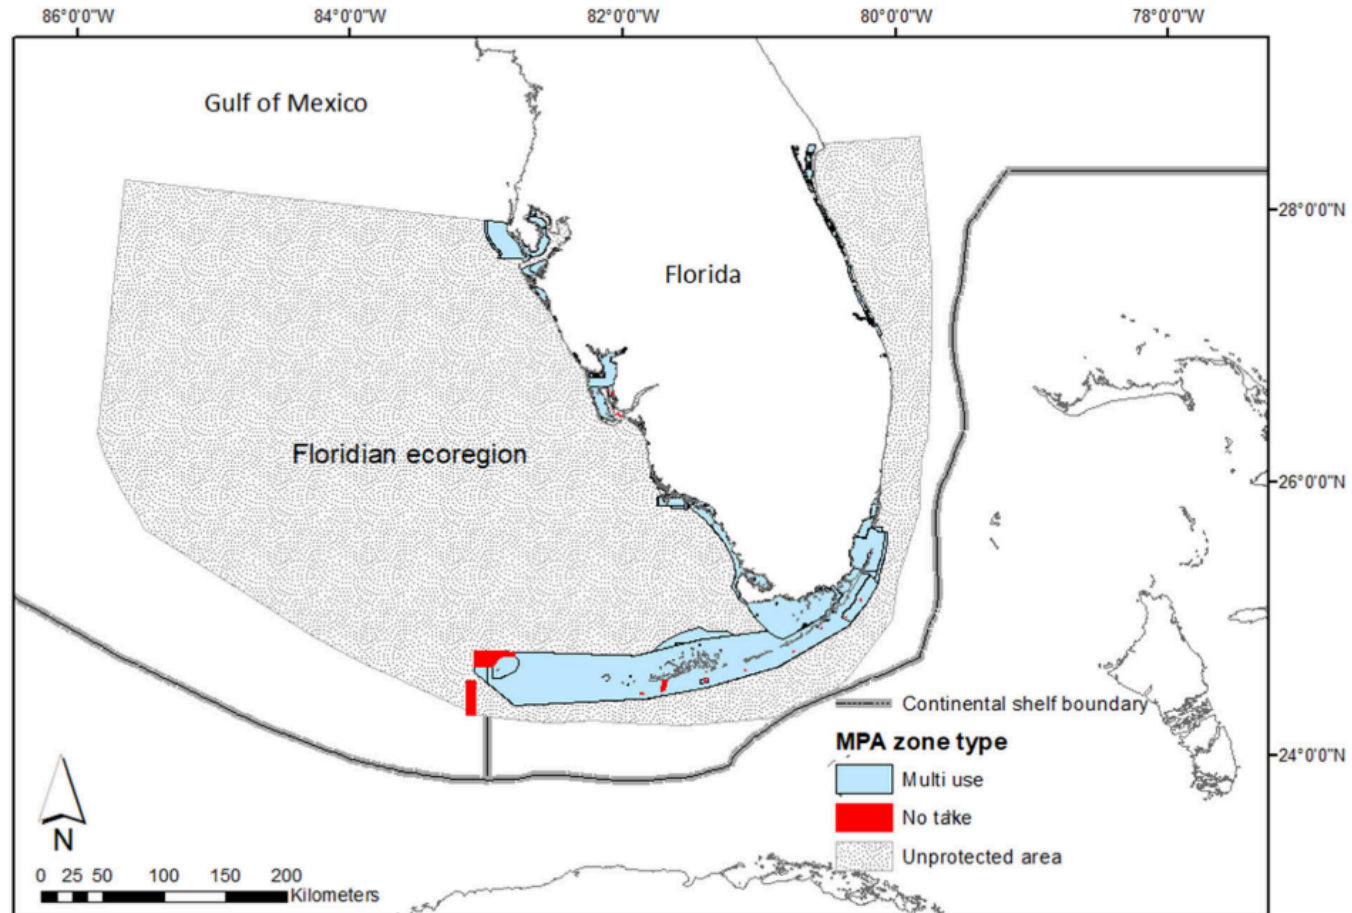 86°0'0"W 84°0'0"W 82°0'0"W 80°0'0"W 78°0'0"W
Gulf of Mexico
28°0'0"N
Florida
Floridian ecoregion
26°0'0"N
Continental shelf boundary
MPA zone type
24°0'0"N
Multi use
No take
Unprotected area
N
0 25 50 100 150 200
Kilometers